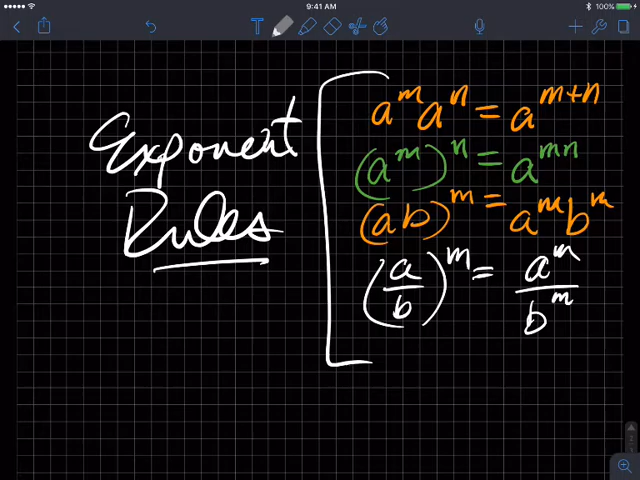 9:41 AM
100%
T
Exponent
Rules
a^m a^n = a^{m+n}
(a^m)^n = a^{mn}
(ab)^m = a^m b^m
(a/b)^m = a^m/b^m